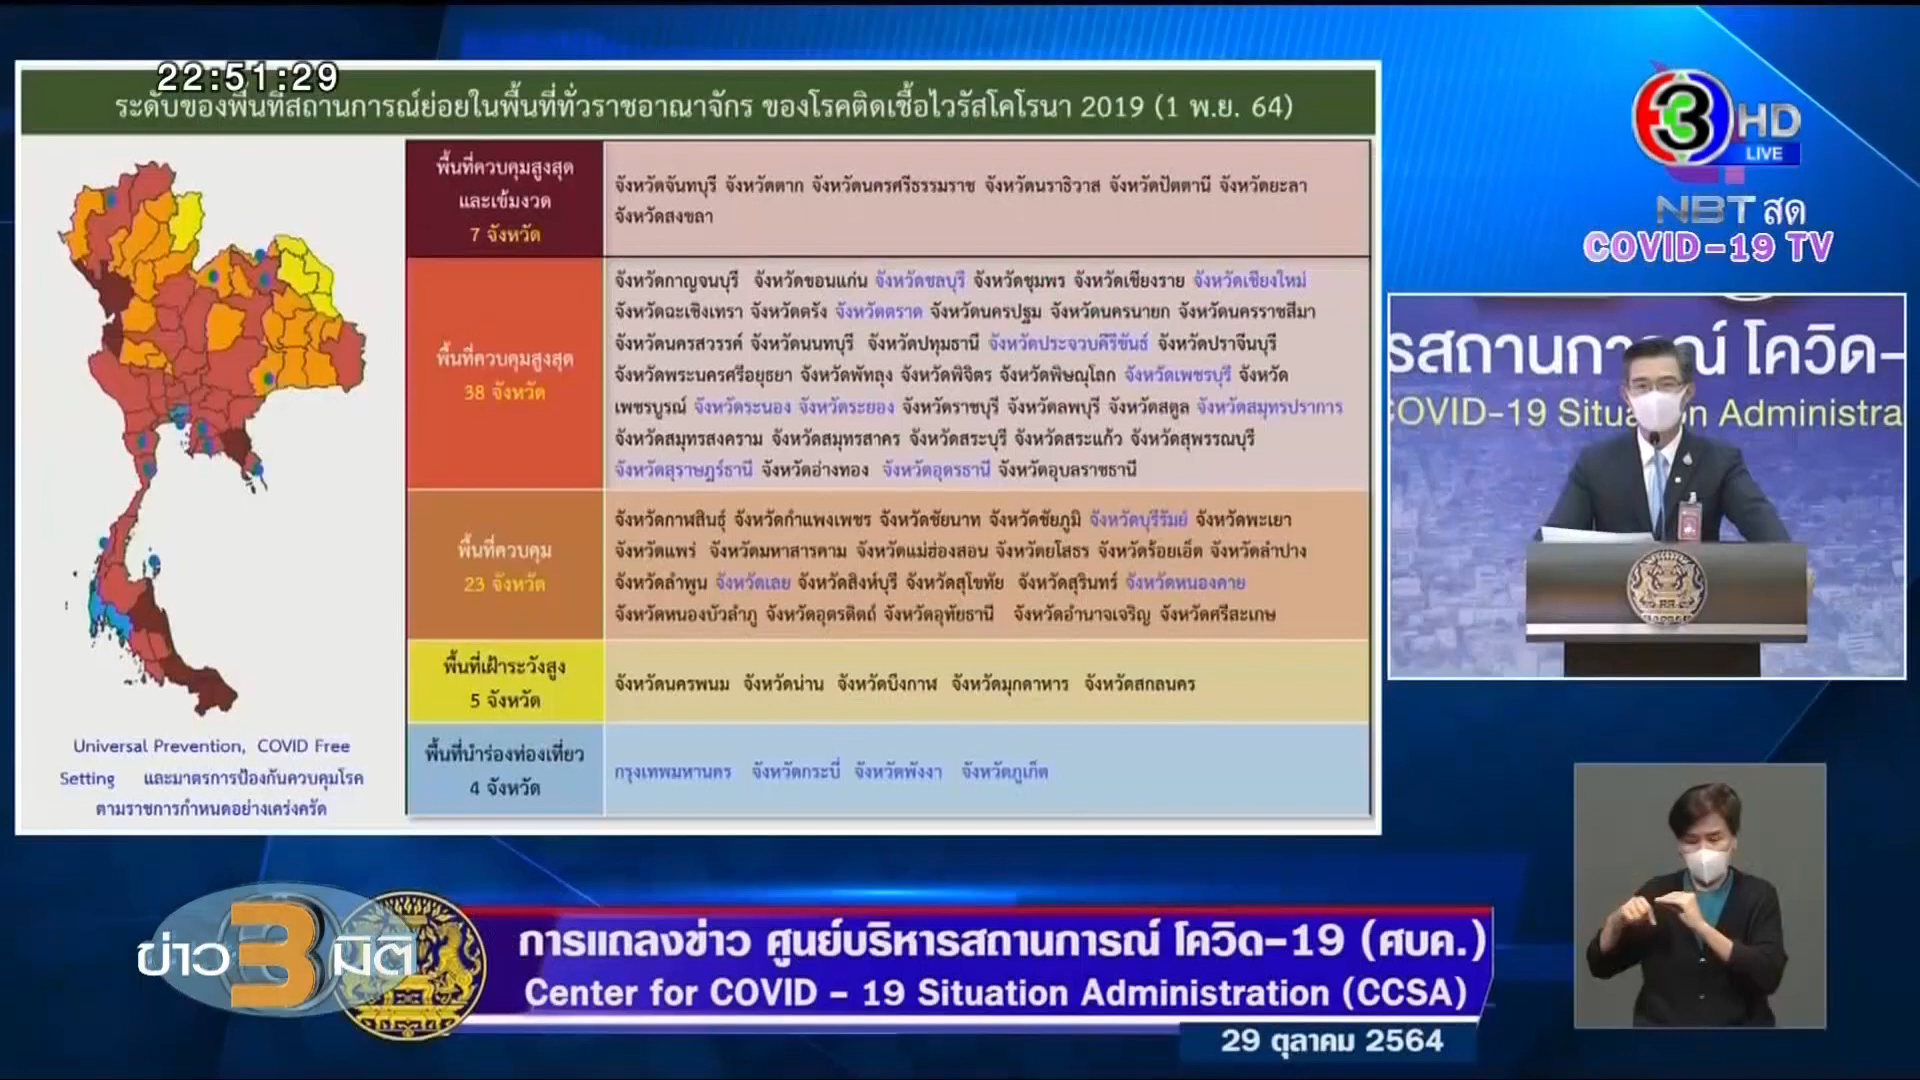 22:51:29
ระดับของพื้นที่สถานการณ์ย่อยในพื้นที่ทั่วราชอาณาจักร ของโรคติดเชื้อไวรัสโคโรนา 2019 (1 พ.ย. 64)
พื้นที่ควบคุมสูงสุด
และเข้มงวด
7 จังหวัด
จังหวัดจันทบุรี จังหวัดตาก จังหวัดนครศรีธรรมราช จังหวัดนราธิวาส จังหวัดปัตตานี จังหวัดยะลา
จังหวัดสงขลา
พื้นที่ควบคุมสูงสุด
38 จังหวัด
จังหวัดกาญจนบุรี จังหวัดขอนแก่น จังหวัดชลบุรี จังหวัดชุมพร จังหวัดเชียงราย จังหวัดเชียงใหม่
จังหวัดฉะเชิงเทรา จังหวัดตรัง จังหวัดตราด จังหวัดนครปฐม จังหวัดนครนายก จังหวัดนครราชสีมา
จังหวัดนครสวรรค์ จังหวัดนนทบุรี จังหวัดปทุมธานี จังหวัดประจวบคีรีขันธ์ จังหวัดปราจีนบุรี
จังหวัดพระนครศรีอยุธยา จังหวัดพัทลุง จังหวัดพิจิตร จังหวัดพิษณุโลก จังหวัดเพชรบุรี จังหวัด
เพชรบูรณ์ จังหวัดระนอง จังหวัดระยอง จังหวัดราชบุรี จังหวัดลพบุรี จังหวัดสตูล จังหวัดสมุทรปราการ
จังหวัดสมุทรสงคราม จังหวัดสมุทรสาคร จังหวัดสระบุรี จังหวัดสระแก้ว จังหวัดสุพรรณบุรี
จังหวัดสุราษฎร์ธานี จังหวัดอ่างทอง จังหวัดอุดรธานี จังหวัดอุบลราชธานี
พื้นที่ควบคุม
23 จังหวัด
จังหวัดกาฬสินธุ์ จังหวัดกำแพงเพชร จังหวัดชัยนาท จังหวัดชัยภูมิ จังหวัดบุรีรัมย์ จังหวัดพะเยา
จังหวัดแพร่ จังหวัดมหาสารคาม จังหวัดแม่ฮ่องสอน จังหวัดยโสธร จังหวัดร้อยเอ็ด จังหวัดลำปาง
จังหวัดลำพูน จังหวัดเลย จังหวัดสิงห์บุรี จังหวัดสุโขทัย จังหวัดสุรินทร์ จังหวัดหนองคาย
จังหวัดหนองบัวลำภู จังหวัดอุตรดิตถ์ จังหวัดอุทัยธานี จังหวัดอำนาจเจริญ จังหวัดศรีสะเกษ
พื้นที่เฝ้าระวังสูง
5 จังหวัด
จังหวัดนครพนม จังหวัดน่าน จังหวัดบึงกาฬ จังหวัดมุกดาหาร จังหวัดสกลนคร
พื้นที่นำร่องท่องเที่ยว
4 จังหวัด
กรุงเทพมหานคร จังหวัดกระบี่ จังหวัดพังงา จังหวัดภูเก็ต
Universal Prevention, COVID Free
Setting และมาตรการป้องกันควบคุมโรค
ตามราชการกำหนดอย่างเคร่งครัด
3 HD
LIVE
NBT สด
COVID-19 TV
รสถานการณ์ โควิด-
COVID-19 Situation Administra
ข่าว 3 มิติ
การแถลงข่าว ศูนย์บริหารสถานการณ์ โควิด-19 (ศบค.)
Center for COVID - 19 Situation Administration (CCSA)
29 ตุลาคม 2564